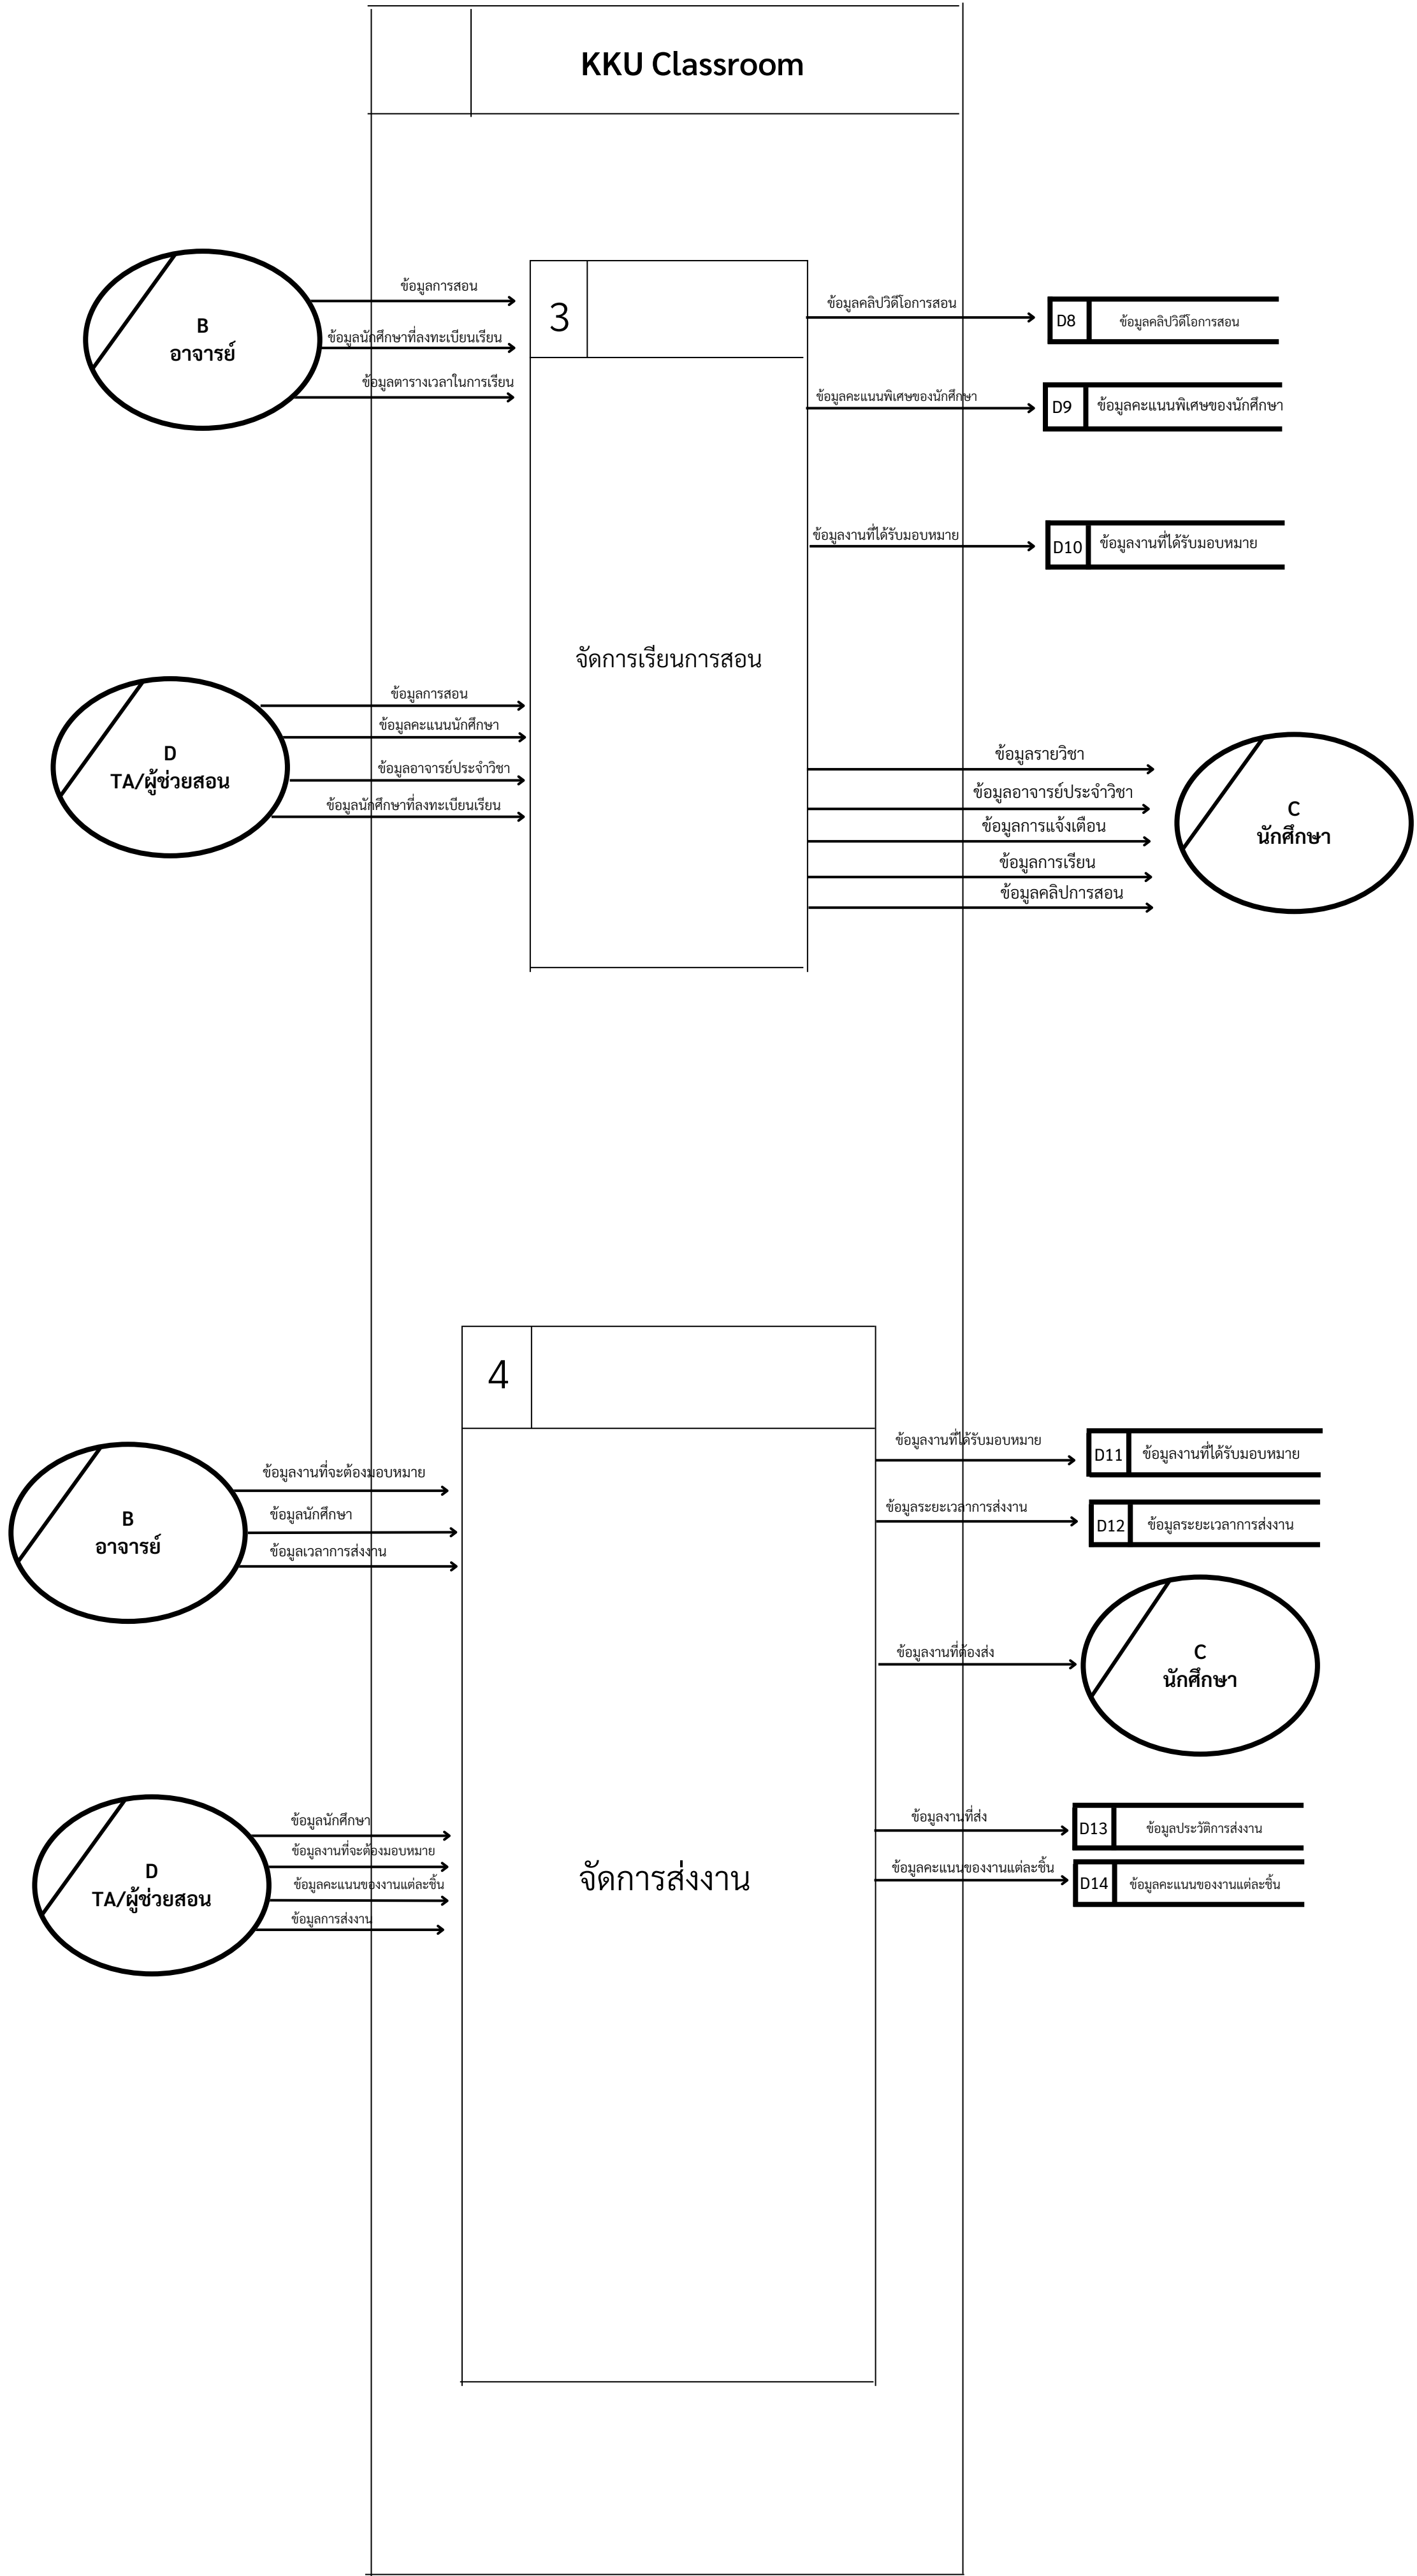 KKU Classroom
3
จัดการเรียนการสอน
B
อาจารย์
ข้อมูลการสอน
ข้อมูลนักศึกษาที่ลงทะเบียนเรียน
ข้อมูลตารางเวลาในการเรียน
ข้อมูลคลิปวิดีโอการสอน
D8
ข้อมูลคลิปวิดีโอการสอน
ข้อมูลคะแนนพิเศษของนักศึกษา
D9
ข้อมูลคะแนนพิเศษของนักศึกษา
ข้อมูลงานที่ได้รับมอบหมาย
D10
ข้อมูลงานที่ได้รับมอบหมาย
D
TA/ผู้ช่วยสอน
ข้อมูลการสอน
ข้อมูลคะแนนนักศึกษา
ข้อมูลอาจารย์ประจำวิชา
ข้อมูลนักศึกษาที่ลงทะเบียนเรียน
ข้อมูลรายวิชา
ข้อมูลอาจารย์ประจำวิชา
ข้อมูลการแจ้งเตือน
ข้อมูลการเรียน
ข้อมูลคลิปการสอน
C
นักศึกษา
4
จัดการส่งงาน
B
อาจารย์
ข้อมูลงานที่จะต้องมอบหมาย
ข้อมูลนักศึกษา
ข้อมูลเวลาการส่งงาน
ข้อมูลงานที่ได้รับมอบหมาย
D11
ข้อมูลงานที่ได้รับมอบหมาย
ข้อมูลระยะเวลาการส่งงาน
D12
ข้อมูลระยะเวลาการส่งงาน
ข้อมูลงานที่ต้องส่ง
C
นักศึกษา
D
TA/ผู้ช่วยสอน
ข้อมูลนักศึกษา
ข้อมูลงานที่จะต้องมอบหมาย
ข้อมูลคะแนนของงานแต่ละชิ้น
ข้อมูลการส่งงาน
ข้อมูลงานที่ส่ง
D13
ข้อมูลประวัติการส่งงาน
ข้อมูลคะแนนของงานแต่ละชิ้น
D14
ข้อมูลคะแนนของงานแต่ละชิ้น